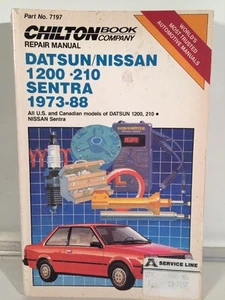 Part No. 7197
CHILTON BOOK COMPANY
REPAIR MANUAL
WORLD'S
MOST TRUSTED
AUTOMOTIVE MANUALS
DATSUN/NISSAN
1200·210
SENTRA
1973-88
All U.S. and Canadian models of DATSUN 1200, 210 •
NISSAN Sentra
A SERVICE LINE